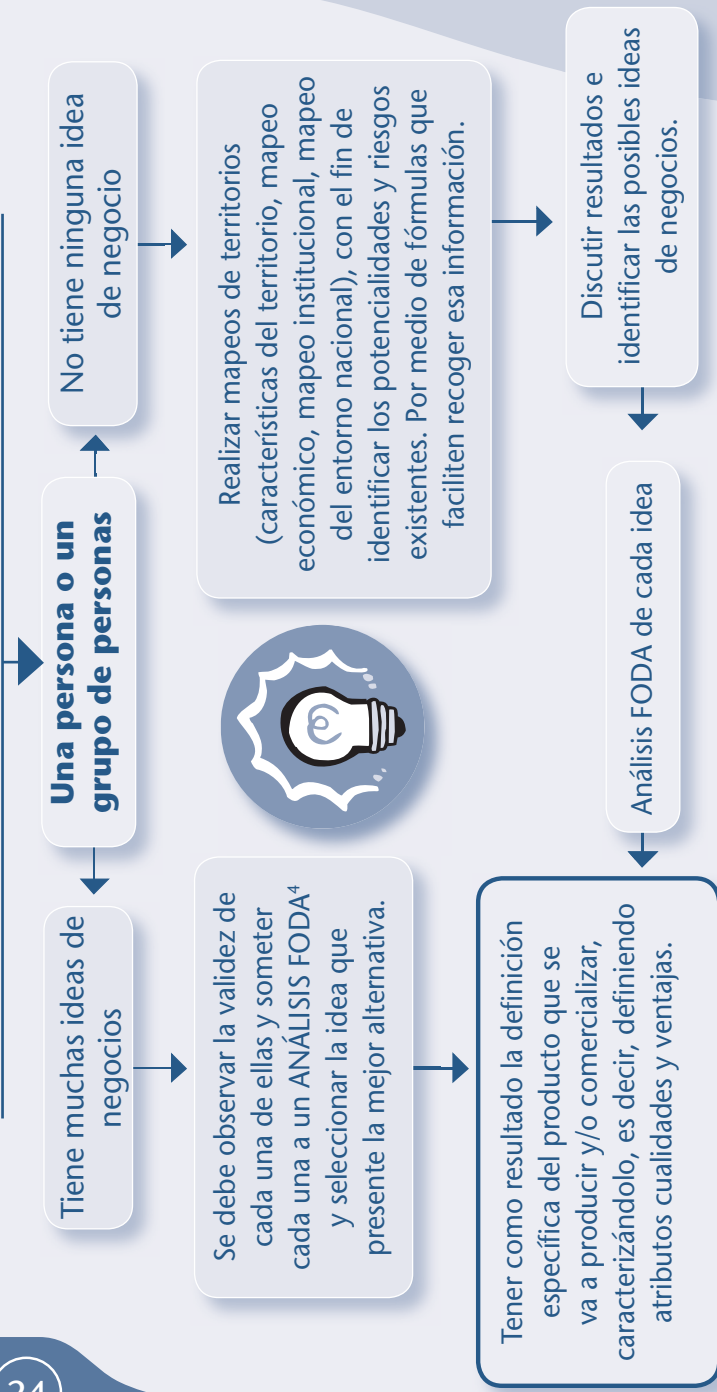 24
Una persona o un
grupo de personas
Tiene muchas ideas de
negocios
Se debe observar la validez de
cada una de ellas y someter
cada una a un ANÁLISIS FODA⁴
y seleccionar la idea que
presente la mejor alternativa.
Tener como resultado la definición
específica del producto que se
va a producir y/o comercializar,
caracterizándolo, es decir, definiendo
atributos cualidades y ventajas.
No tiene ninguna idea
de negocio
Realizar mapeos de territorios
(características del territorio, mapeo
económico, mapeo institucional, mapeo
del entorno nacional), con el fin de
identificar los potencialidades y riesgos
existentes. Por medio de fórmulas que
faciliten recoger esa información.
Discutir resultados e
identificar las posibles ideas
de negocios.
Análisis FODA de cada idea